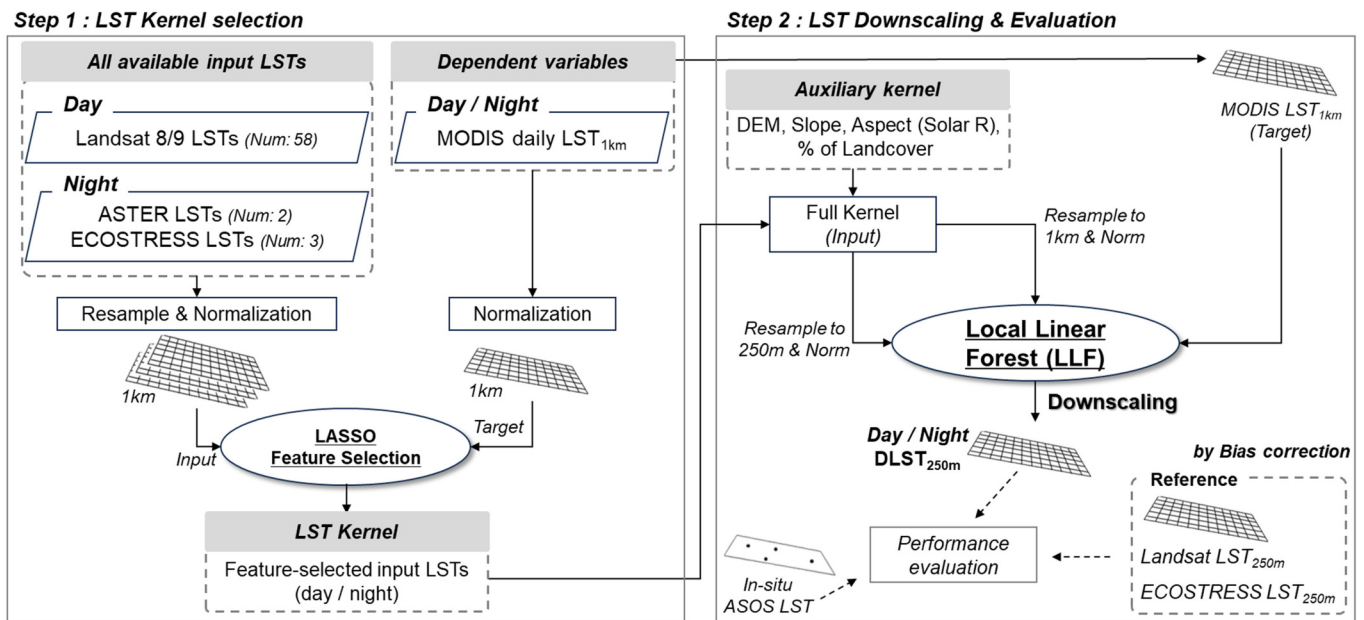 Step 1 : LST Kernel selection
All available input LSTs
Day
Landsat 8/9 LSTs (Num: 58)
Night
ASTER LSTs (Num: 2)
ECOSTRESS LSTs (Num: 3)
Resample & Normalization
1km
Input
Dependent variables
Day / Night
MODIS daily LST1km
Normalization
1km
Target
LASSO
Feature Selection
LST Kernel
Feature-selected input LSTs
(day / night)
Step 2 : LST Downscaling & Evaluation
Auxiliary kernel
DEM, Slope, Aspect (Solar R),
% of Landcover
Full Kernel
(Input)
MODIS LST1km
(Target)
Resample to
1km & Norm
Resample to
250m & Norm
Local Linear
Forest (LLF)
Downscaling
Day / Night
DLST250m
by Bias correction
Reference
Landsat LST250m
ECOSTRESS LST250m
Performance
evaluation
In-situ
ASOS LST